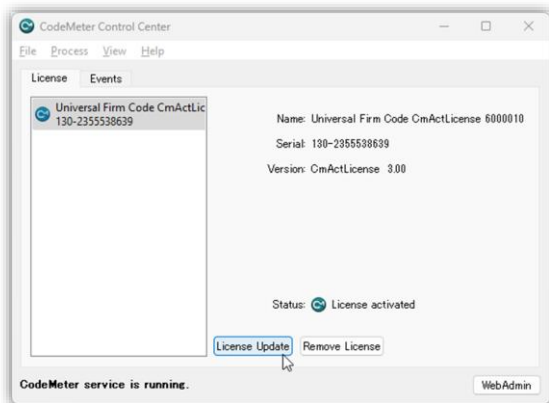 CodeMeter Control Center
File Process View Help
License Events
Universal Firm Code CmActLic
130-2355538639
Name: Universal Firm Code CmActLicense 6000010
Serial: 130-2355538639
Version: CmActLicense 3.00
Status: License activated
License Update Remove License
CodeMeter service is running.
WebAdmin